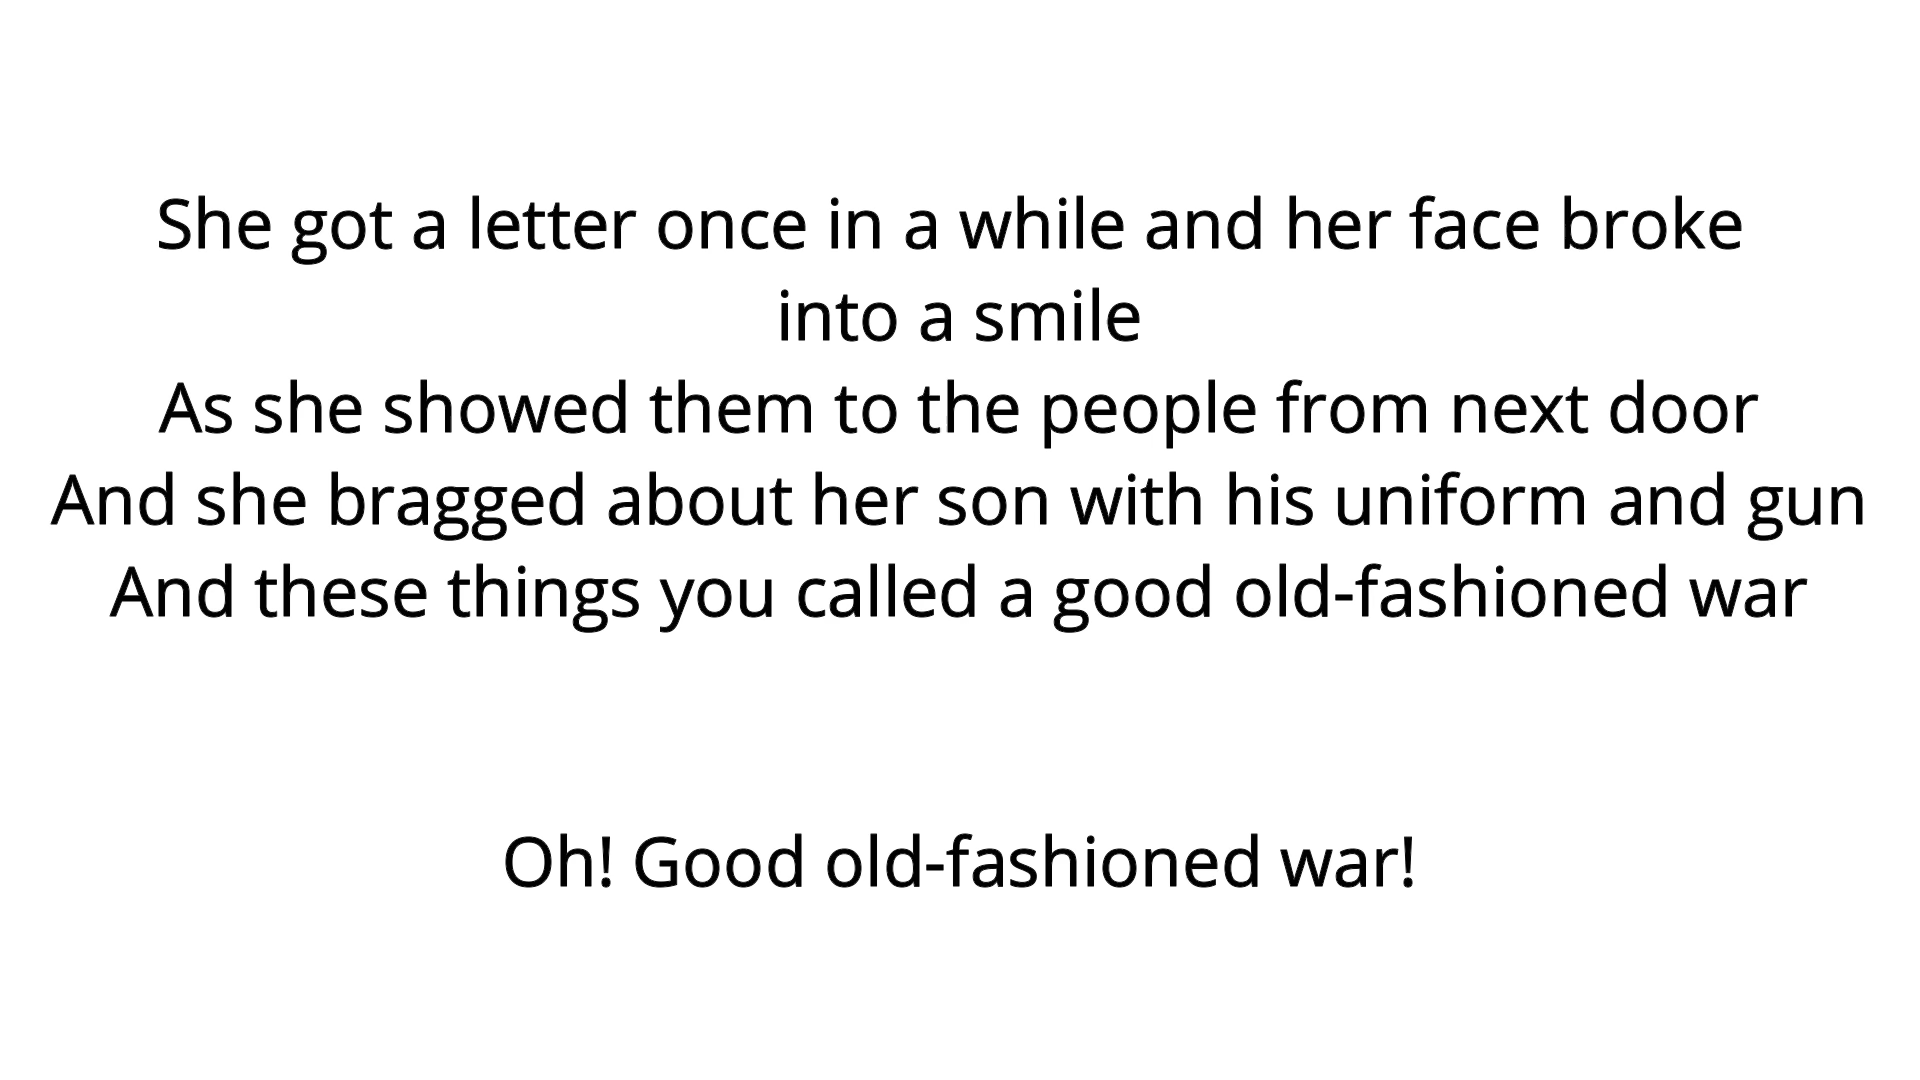 She got a letter once in a while and her face broke
into a smile
As she showed them to the people from next door
And she bragged about her son with his uniform and gun
And these things you called a good old-fashioned war
Oh! Good old-fashioned war!